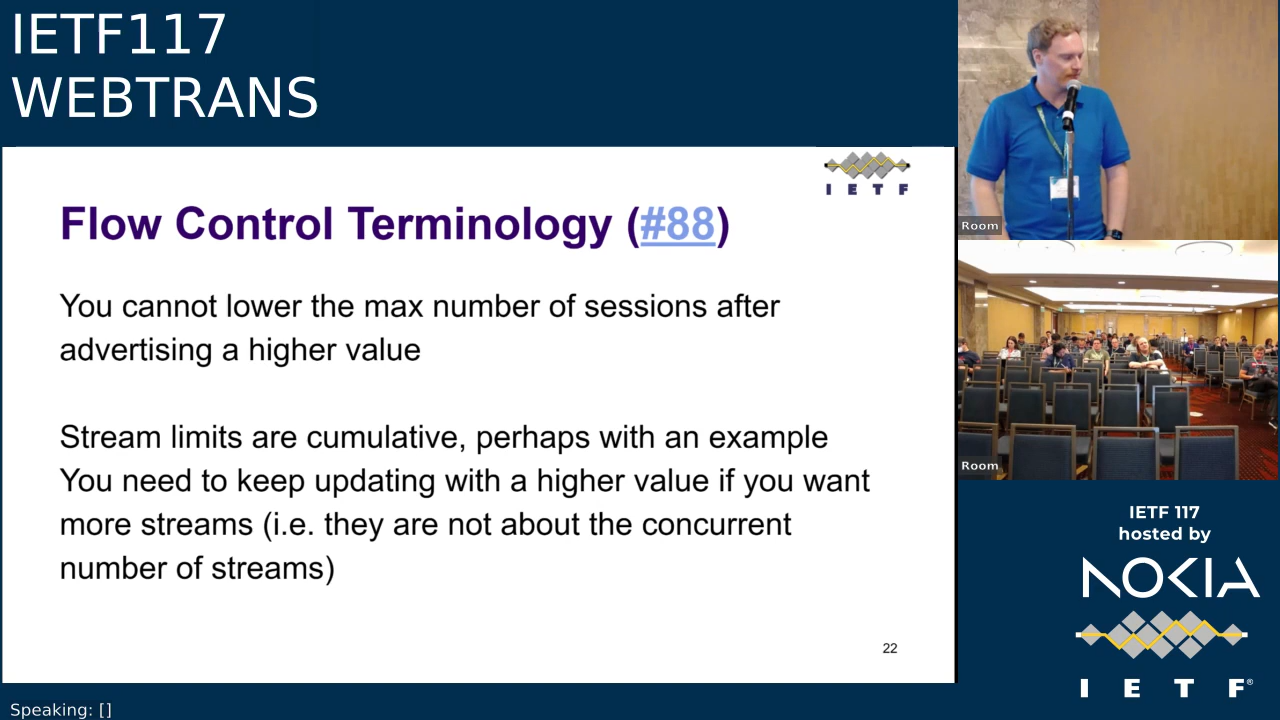 IETF117
WEBTRANS
I E T F
Flow Control Terminology (#88)
You cannot lower the max number of sessions after
advertising a higher value
Stream limits are cumulative, perhaps with an example
You need to keep updating with a higher value if you want
more streams (i.e. they are not about the concurrent
number of streams)
22
Speaking: []
Room
Room
IETF 117
hosted by
NOKIA
I E T F®